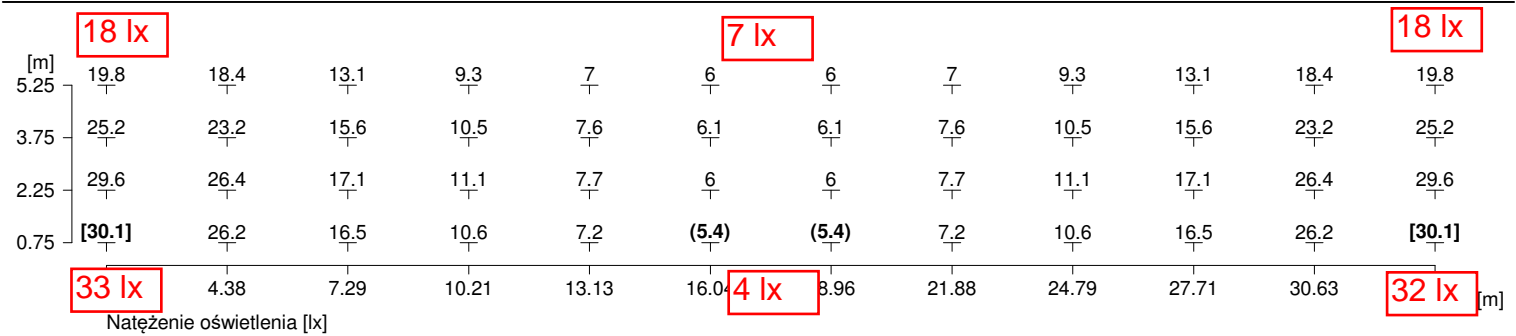 18 lx 7 lx 18 lx
[m]
5.25 19.8 18.4 13.1 9.3 7 6 6 7 9.3 13.1 18.4 19.8
3.75 25.2 23.2 15.6 10.5 7.6 6.1 6.1 7.6 10.5 15.6 23.2 25.2
2.25 29.6 26.4 17.1 11.1 7.7 6 6 7.7 11.1 17.1 26.4 29.6
0.75 [30.1] 26.2 16.5 10.6 7.2 (5.4) (5.4) 7.2 10.6 16.5 26.2 [30.1]
33 lx 4.38 7.29 10.21 13.13 16.04 4 lx 8.96 21.88 24.79 27.71 30.63 32 lx [m]
Natężenie oświetlenia [lx]